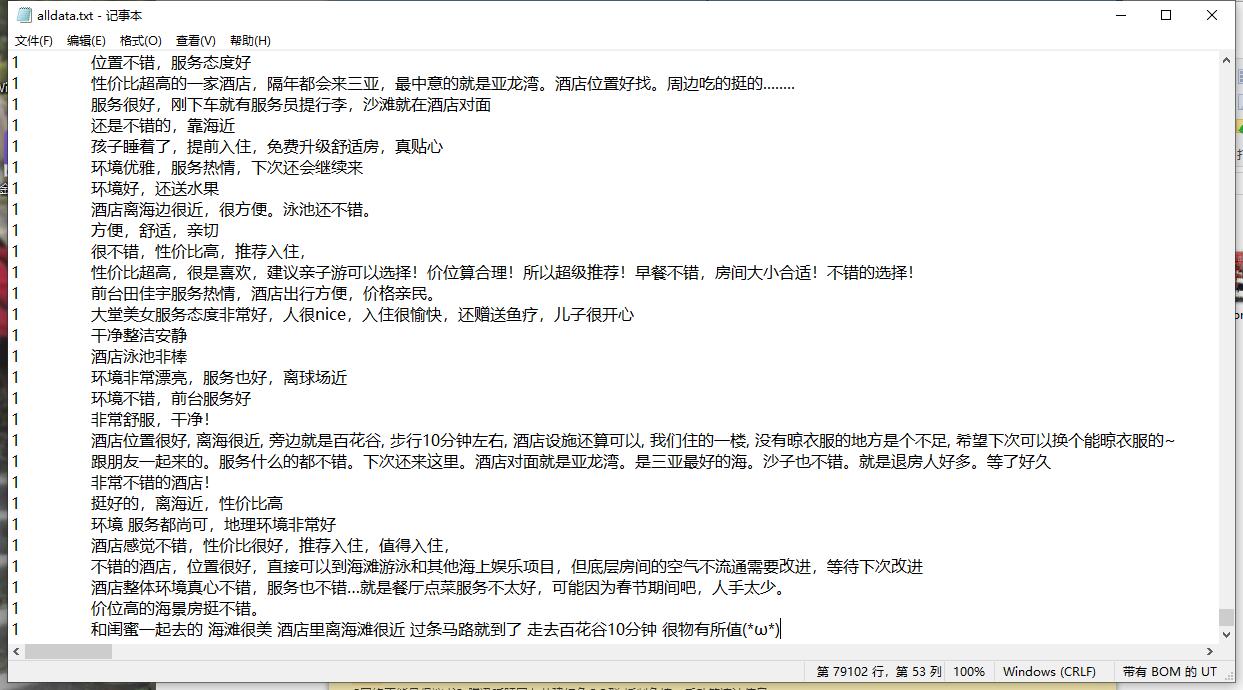 alldata.txt - 记事本
文件(F) 编辑(E) 格式(O) 查看(V) 帮助(H)
1 位置不错，服务态度好
1 性价比超高的一家酒店，隔年都会来三亚，最中意的就是亚龙湾。酒店位置好找。周边吃的挺的........
1 服务很好，刚下车就有服务员提行李，沙滩就在酒店对面
1 还是不错的，靠海近
1 孩子睡着了，提前入住，免费升级舒适房，真贴心
1 环境优雅，服务热情，下次还会继续来
1 环境好，还送水果
1 酒店离海边很近，很方便。泳池还不错。
1 方便，舒适，亲切
1 很不错，性价比高，推荐入住，
1 性价比超高，很是喜欢，建议亲子游可以选择！价位算合理！所以超级推荐！早餐不错，房间大小合适！不错的选择！
1 前台田佳宇服务热情，酒店出行方便，价格亲民。
1 大堂美女服务态度非常好，人很nice，入住很愉快，还赠送鱼疗，儿子很开心
1 干净整洁安静
1 酒店泳池非棒
1 环境非常漂亮，服务也好，离球场近
1 环境不错，前台服务好
1 非常舒服，干净！
1 酒店位置很好, 离海很近, 旁边就是百花谷, 步行10分钟左右, 酒店设施还算可以, 我们住的一楼, 没有晾衣服的地方是个不足, 希望下次可以换个能晾衣服的~
1 跟朋友一起来的。服务什么的都不错。下次还来这里。酒店对面就是亚龙湾。是三亚最好的海。沙子也不错。就是退房人好多。等了好久
1 非常不错的酒店！
1 挺好的，离海近，性价比高
1 环境 服务都尚可，地理环境非常好
1 酒店感觉不错，性价比很好，推荐入住，值得入住，
1 不错的酒店，位置很好，直接可以到海滩游泳和其他海上娱乐项目，但底层房间的空气不流通需要改进，等待下次改进
1 酒店整体环境真心不错，服务也不错...就是餐厅点菜服务不太好，可能因为春节期间吧，人手太少。
1 价位高的海景房挺不错。
1 和闺蜜一起去的 海滩很美 酒店里离海滩很近 过条马路就到了 走去百花谷10分钟 很物有所值(*ω*)
第 79102 行，第 53 列 100% Windows (CRLF) 带有 BOM 的 UT